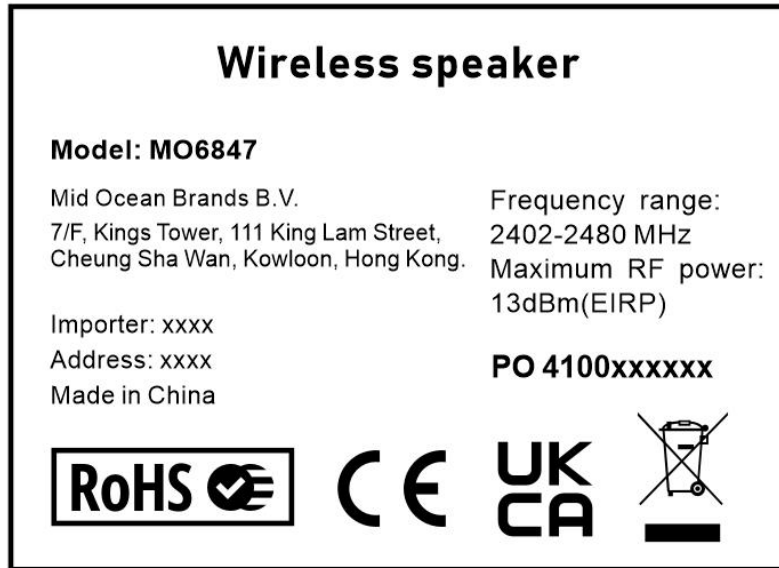 Wireless speaker
Model: MO6847
Mid Ocean Brands B.V.
7/F, Kings Tower, 111 King Lam Street,
Cheung Sha Wan, Kowloon, Hong Kong.
Importer: xxxx
Address: xxxx
Made in China
Frequency range:
2402-2480 MHz
Maximum RF power:
13dBm(EIRP)
PO 4100xxxxxx
RoHS
CE
UK
CA